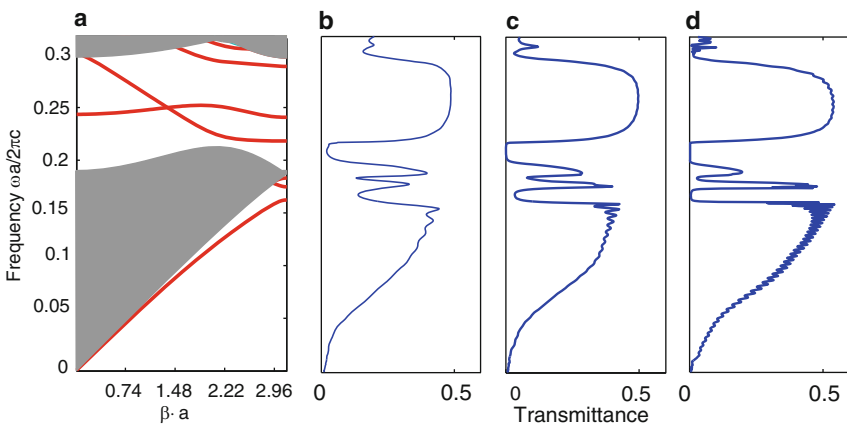 a
b
c
d
Frequency ωa/2πc
0.3
0.25
0.2
0.15
0.1
0.05
0
0.74 1.48 2.22 2.96
β· a
0 0.5
0 0.5
0 0.5
Transmittance